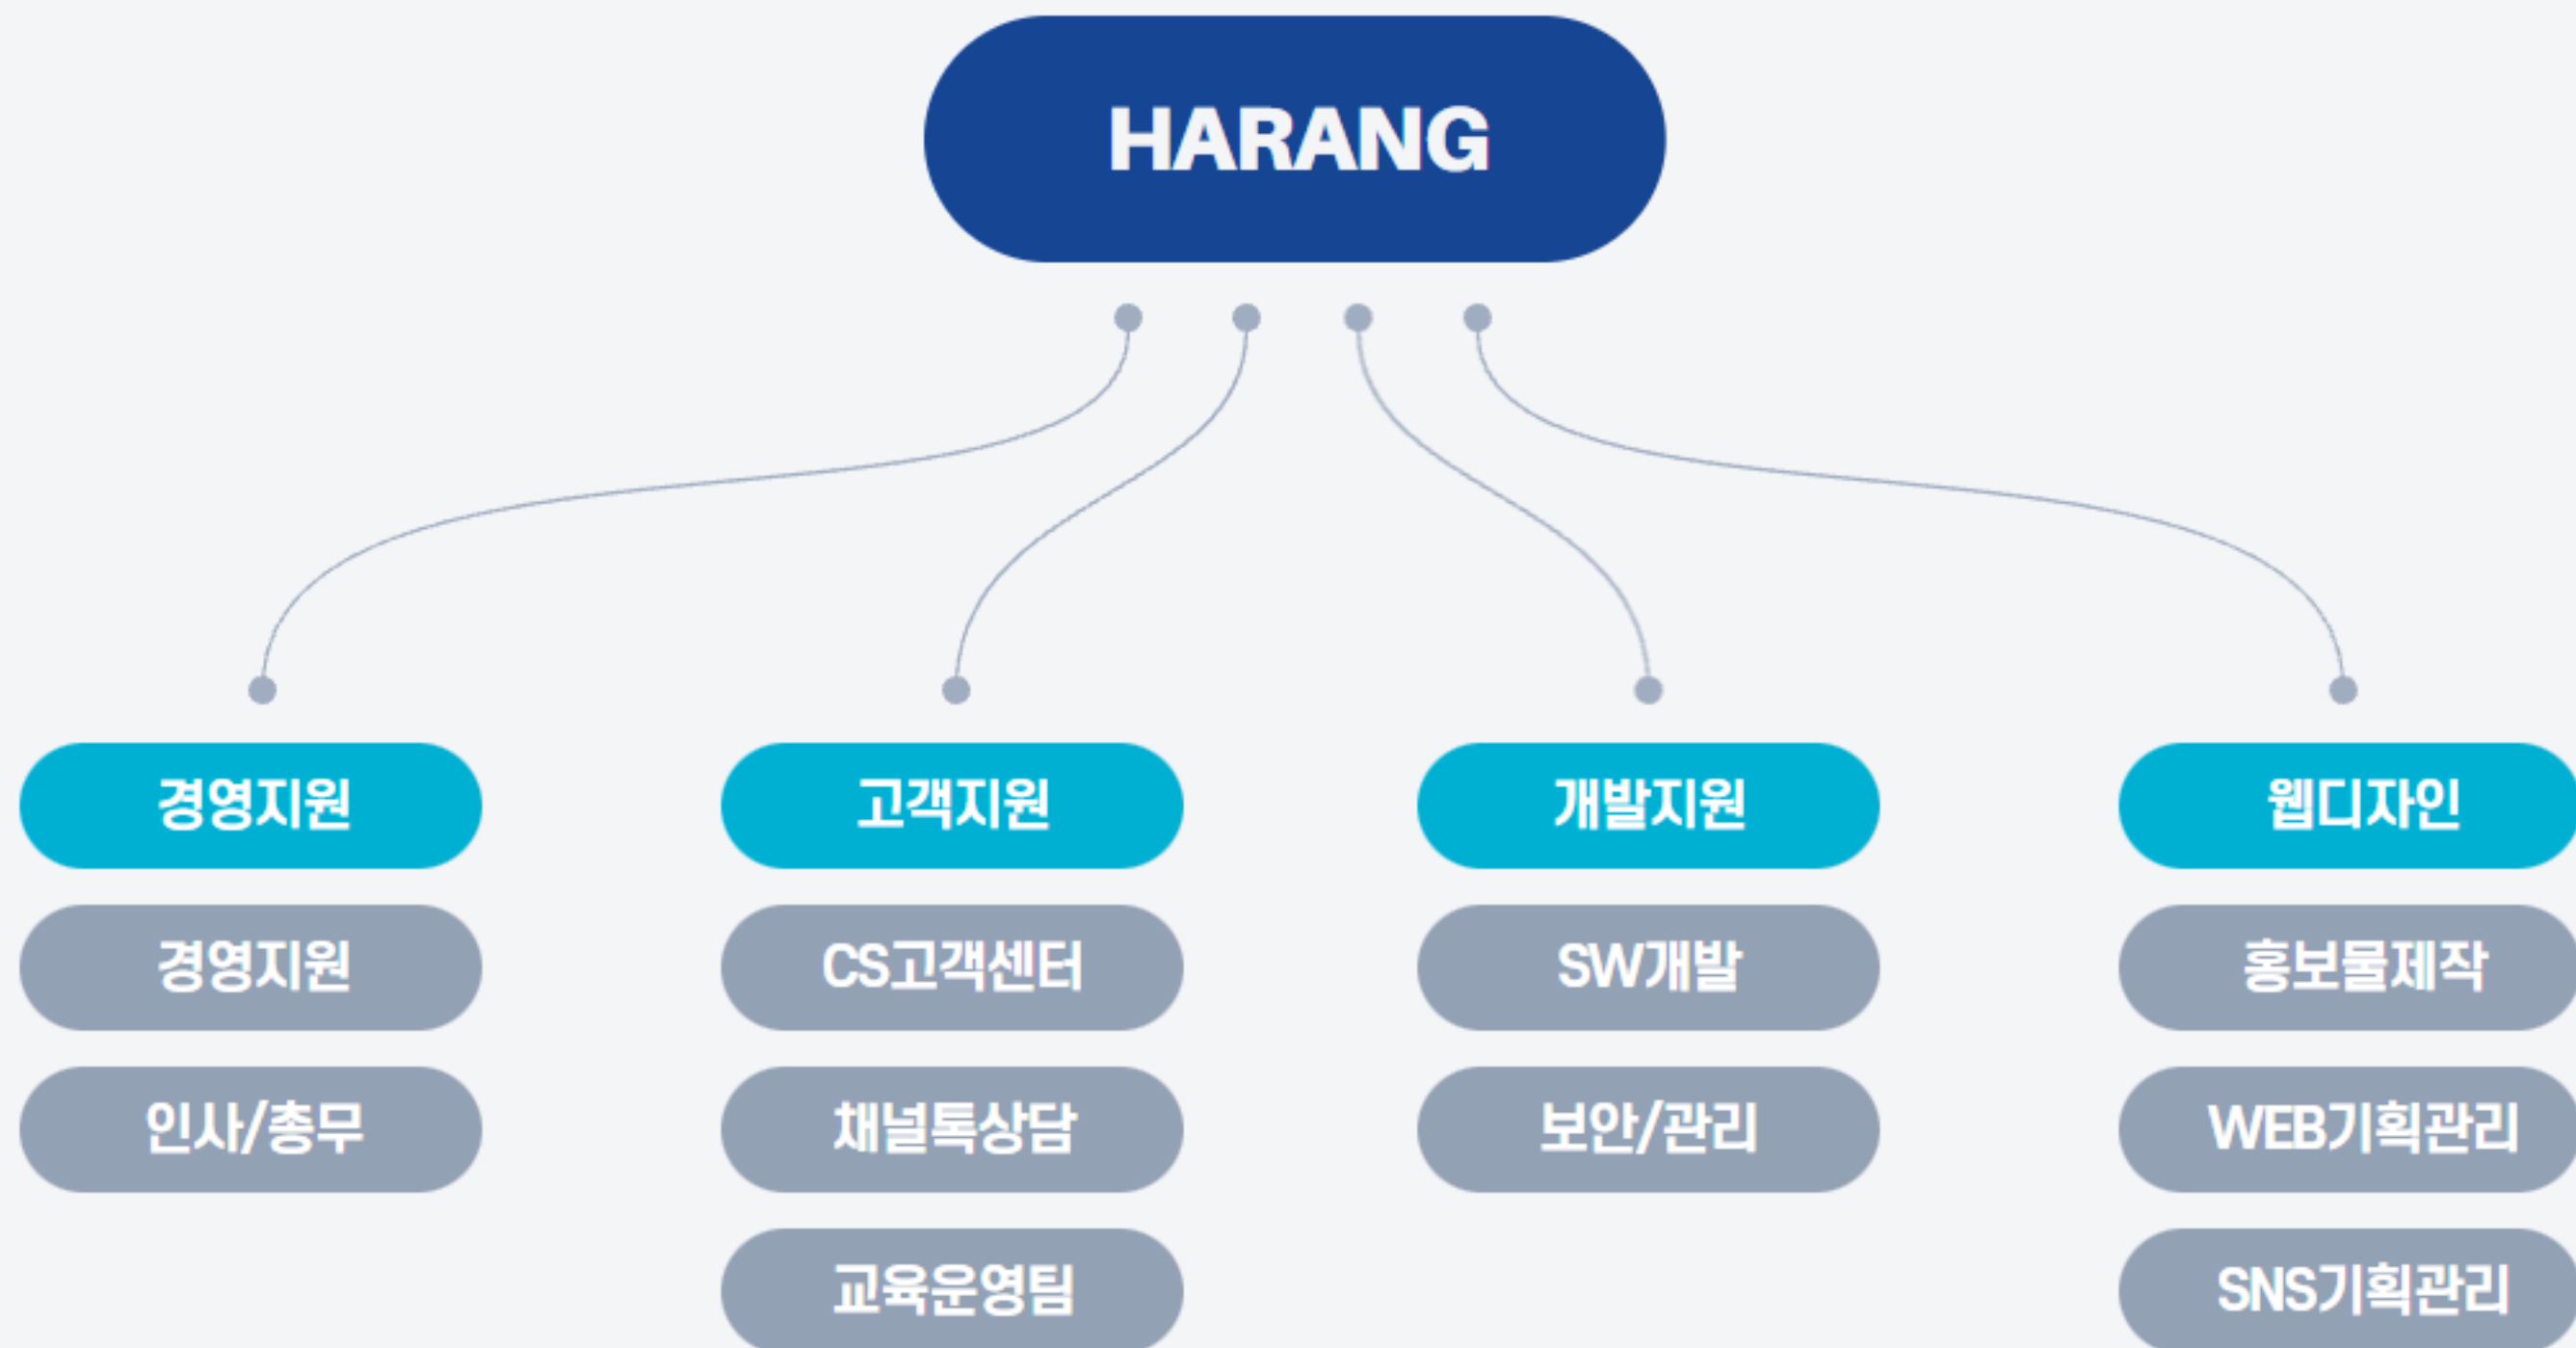 HARANG
경영지원
경영지원
인사/총무
고객지원
CS고객센터
채널톡상담
교육운영팀
개발지원
SW개발
보안/관리
웹디자인
홍보물제작
WEB기획관리
SNS기획관리